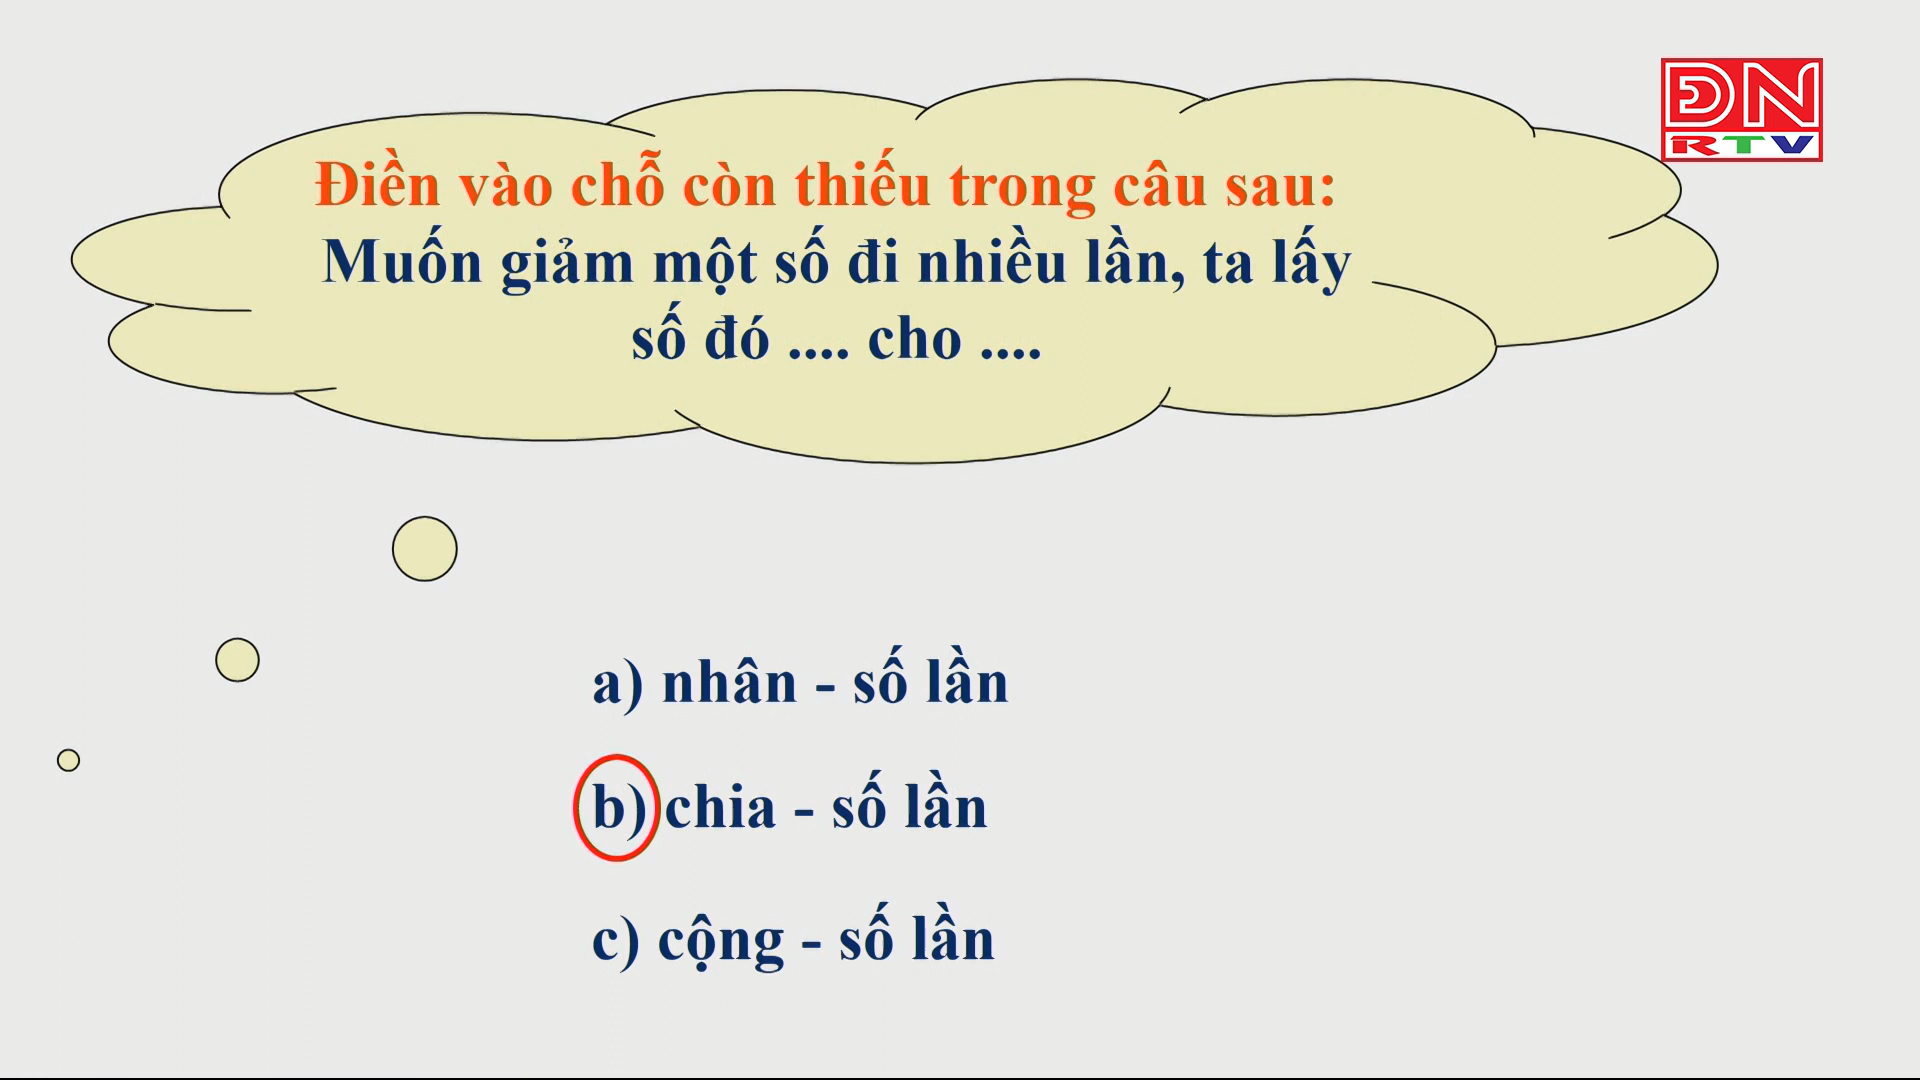 ĐN
RTV
Điền vào chỗ còn thiếu trong câu sau:
Muốn giảm một số đi nhiều lần, ta lấy
số đó .... cho ....
a) nhân - số lần
b) chia - số lần
c) cộng - số lần